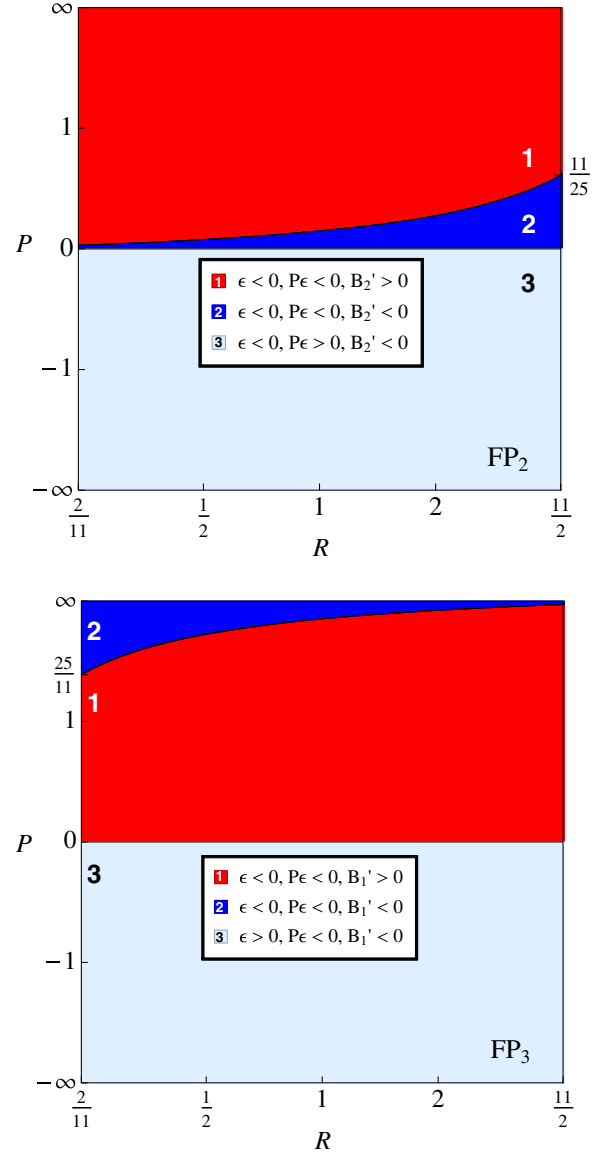 ∞
1
1
11/25
2
P
0
1 ϵ < 0, Pϵ < 0, B₂' > 0
3
2 ϵ < 0, Pϵ < 0, B₂' < 0
3 ϵ < 0, Pϵ > 0, B₂' < 0
−1
FP₂
−∞
2/11 1/2 1 2 11/2
R
∞
2
25/11
1
1
P
0
1 ϵ < 0, Pϵ < 0, B₁' > 0
3
2 ϵ < 0, Pϵ < 0, B₁' < 0
3 ϵ > 0, Pϵ < 0, B₁' < 0
−1
FP₃
−∞
2/11 1/2 1 2 11/2
R